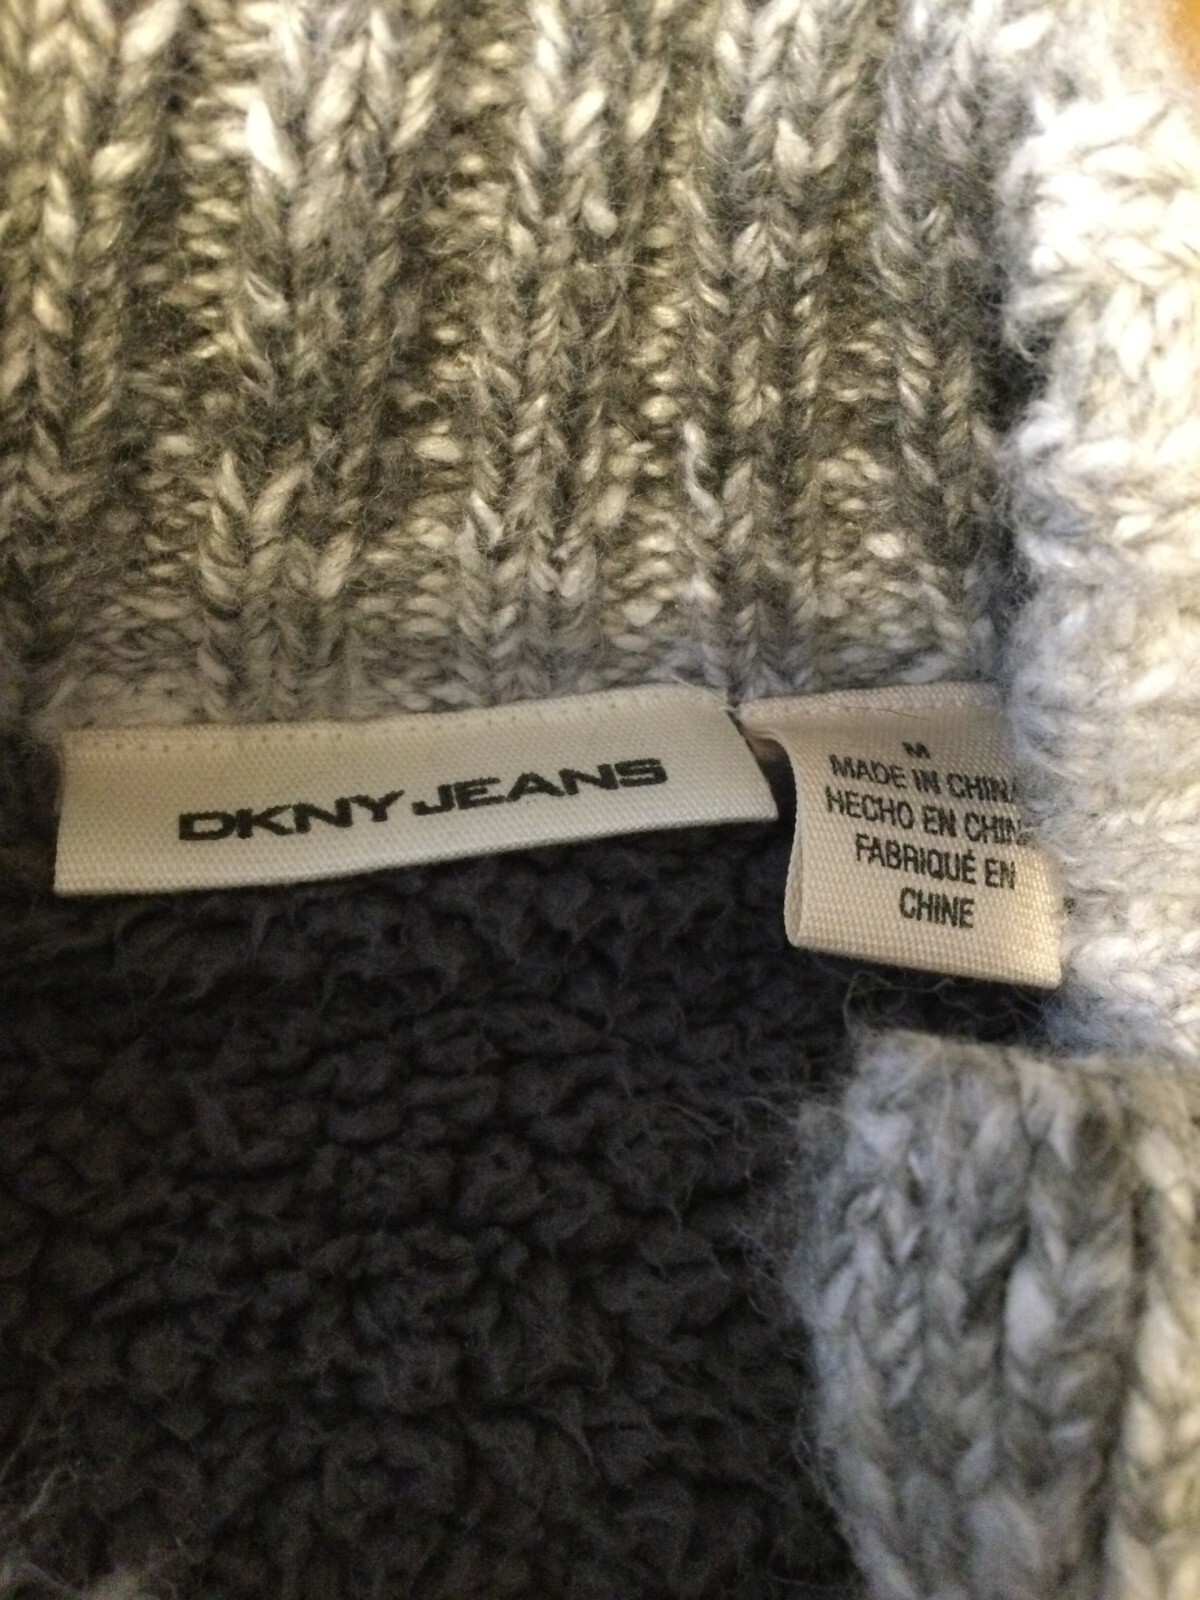 DKNY JEANS
M
MADE IN CHINA
HECHO EN CHINA
FABRIQUÉ EN
CHINE